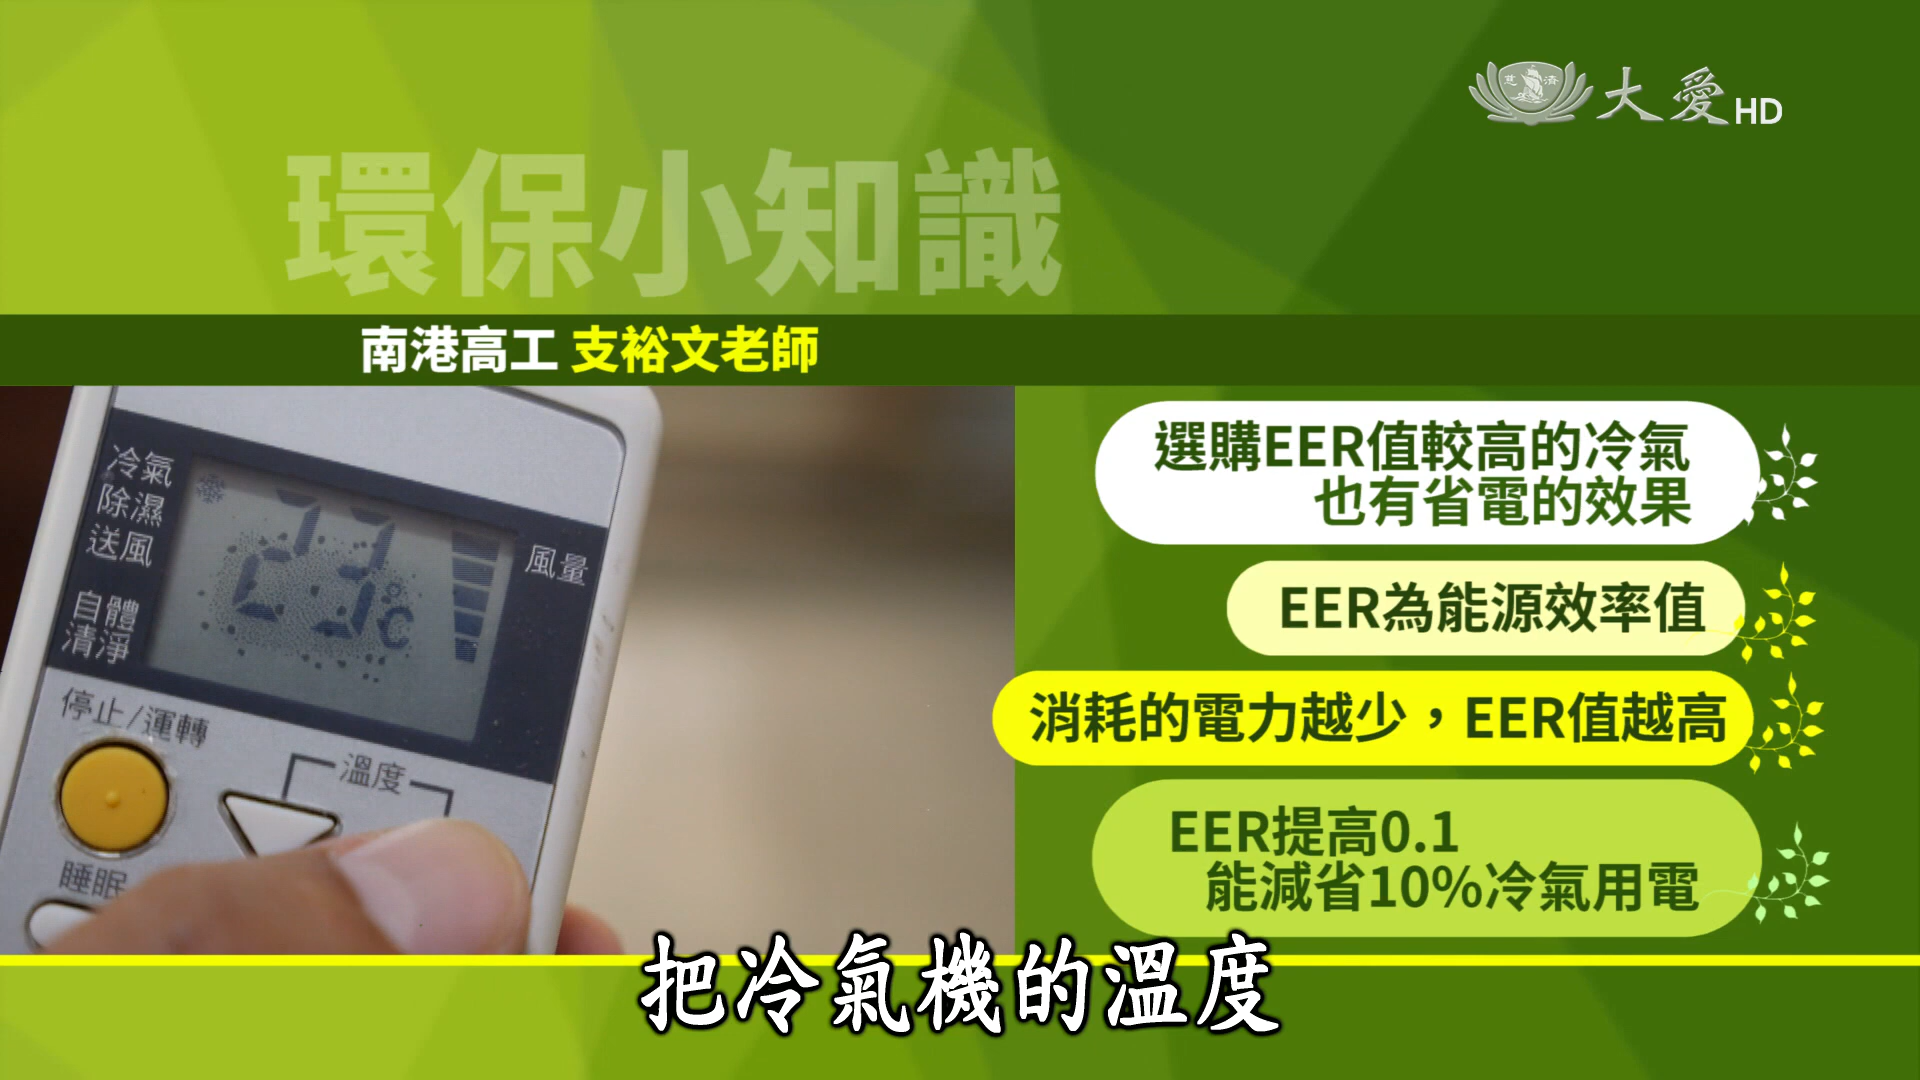 慈濟
大愛HD
環保小知識
南港高工 支裕文老師
冷氣
除濕
送風
自體
清淨
23℃
風量
停止/運轉
溫度
睡眠
選購EER值較高的冷氣
也有省電的效果
EER為能源效率值
消耗的電力越少，EER值越高
EER提高0.1
能減省10%冷氣用電
把冷氣機的溫度